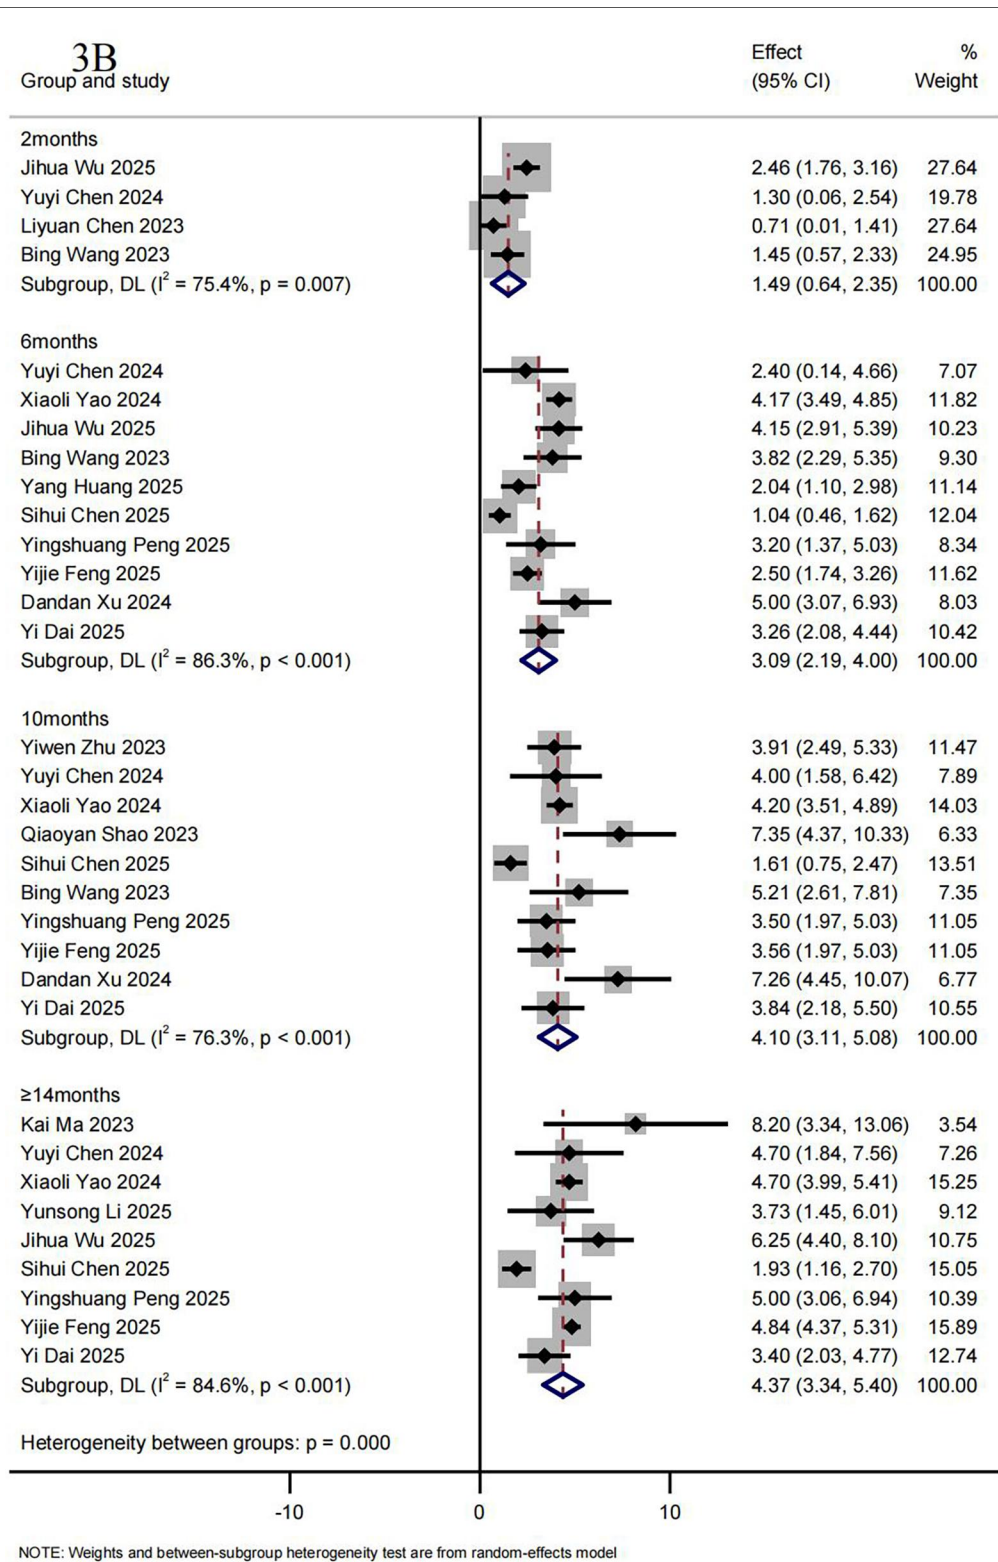 3B
Effect %
Group and study (95% CI) Weight
2months
Jihua Wu 2025 2.46 (1.76, 3.16) 27.64
Yuyi Chen 2024 1.30 (0.06, 2.54) 19.78
Liyuan Chen 2023 0.71 (0.01, 1.41) 27.64
Bing Wang 2023 1.45 (0.57, 2.33) 24.95
Subgroup, DL (I² = 75.4%, p = 0.007) 1.49 (0.64, 2.35) 100.00
6months
Yuyi Chen 2024 2.40 (0.14, 4.66) 7.07
Xiaoli Yao 2024 4.17 (3.49, 4.85) 11.82
Jihua Wu 2025 4.15 (2.91, 5.39) 10.23
Bing Wang 2023 3.82 (2.29, 5.35) 9.30
Yang Huang 2025 2.04 (1.10, 2.98) 11.14
Sihui Chen 2025 1.04 (0.46, 1.62) 12.04
Yingshuang Peng 2025 3.20 (1.37, 5.03) 8.34
Yijie Feng 2025 2.50 (1.74, 3.26) 11.62
Dandan Xu 2024 5.00 (3.07, 6.93) 8.03
Yi Dai 2025 3.26 (2.08, 4.44) 10.42
Subgroup, DL (I² = 86.3%, p < 0.001) 3.09 (2.19, 4.00) 100.00
10months
Yiwen Zhu 2023 3.91 (2.49, 5.33) 11.47
Yuyi Chen 2024 4.00 (1.58, 6.42) 7.89
Xiaoli Yao 2024 4.20 (3.51, 4.89) 14.03
Qiaoyan Shao 2023 7.35 (4.37, 10.33) 6.33
Sihui Chen 2025 1.61 (0.75, 2.47) 13.51
Bing Wang 2023 5.21 (2.61, 7.81) 7.35
Yingshuang Peng 2025 3.50 (1.97, 5.03) 11.05
Yijie Feng 2025 3.56 (1.97, 5.03) 11.05
Dandan Xu 2024 7.26 (4.45, 10.07) 6.77
Yi Dai 2025 3.84 (2.18, 5.50) 10.55
Subgroup, DL (I² = 76.3%, p < 0.001) 4.10 (3.11, 5.08) 100.00
≥14months
Kai Ma 2023 8.20 (3.34, 13.06) 3.54
Yuyi Chen 2024 4.70 (1.84, 7.56) 7.26
Xiaoli Yao 2024 4.70 (3.99, 5.41) 15.25
Yunsong Li 2025 3.73 (1.45, 6.01) 9.12
Jihua Wu 2025 6.25 (4.40, 8.10) 10.75
Sihui Chen 2025 1.93 (1.16, 2.70) 15.05
Yingshuang Peng 2025 5.00 (3.06, 6.94) 10.39
Yijie Feng 2025 4.84 (4.37, 5.31) 15.89
Yi Dai 2025 3.40 (2.03, 4.77) 12.74
Subgroup, DL (I² = 84.6%, p < 0.001) 4.37 (3.34, 5.40) 100.00
Heterogeneity between groups: p = 0.000
-10 0 10
NOTE: Weights and between-subgroup heterogeneity test are from random-effects model